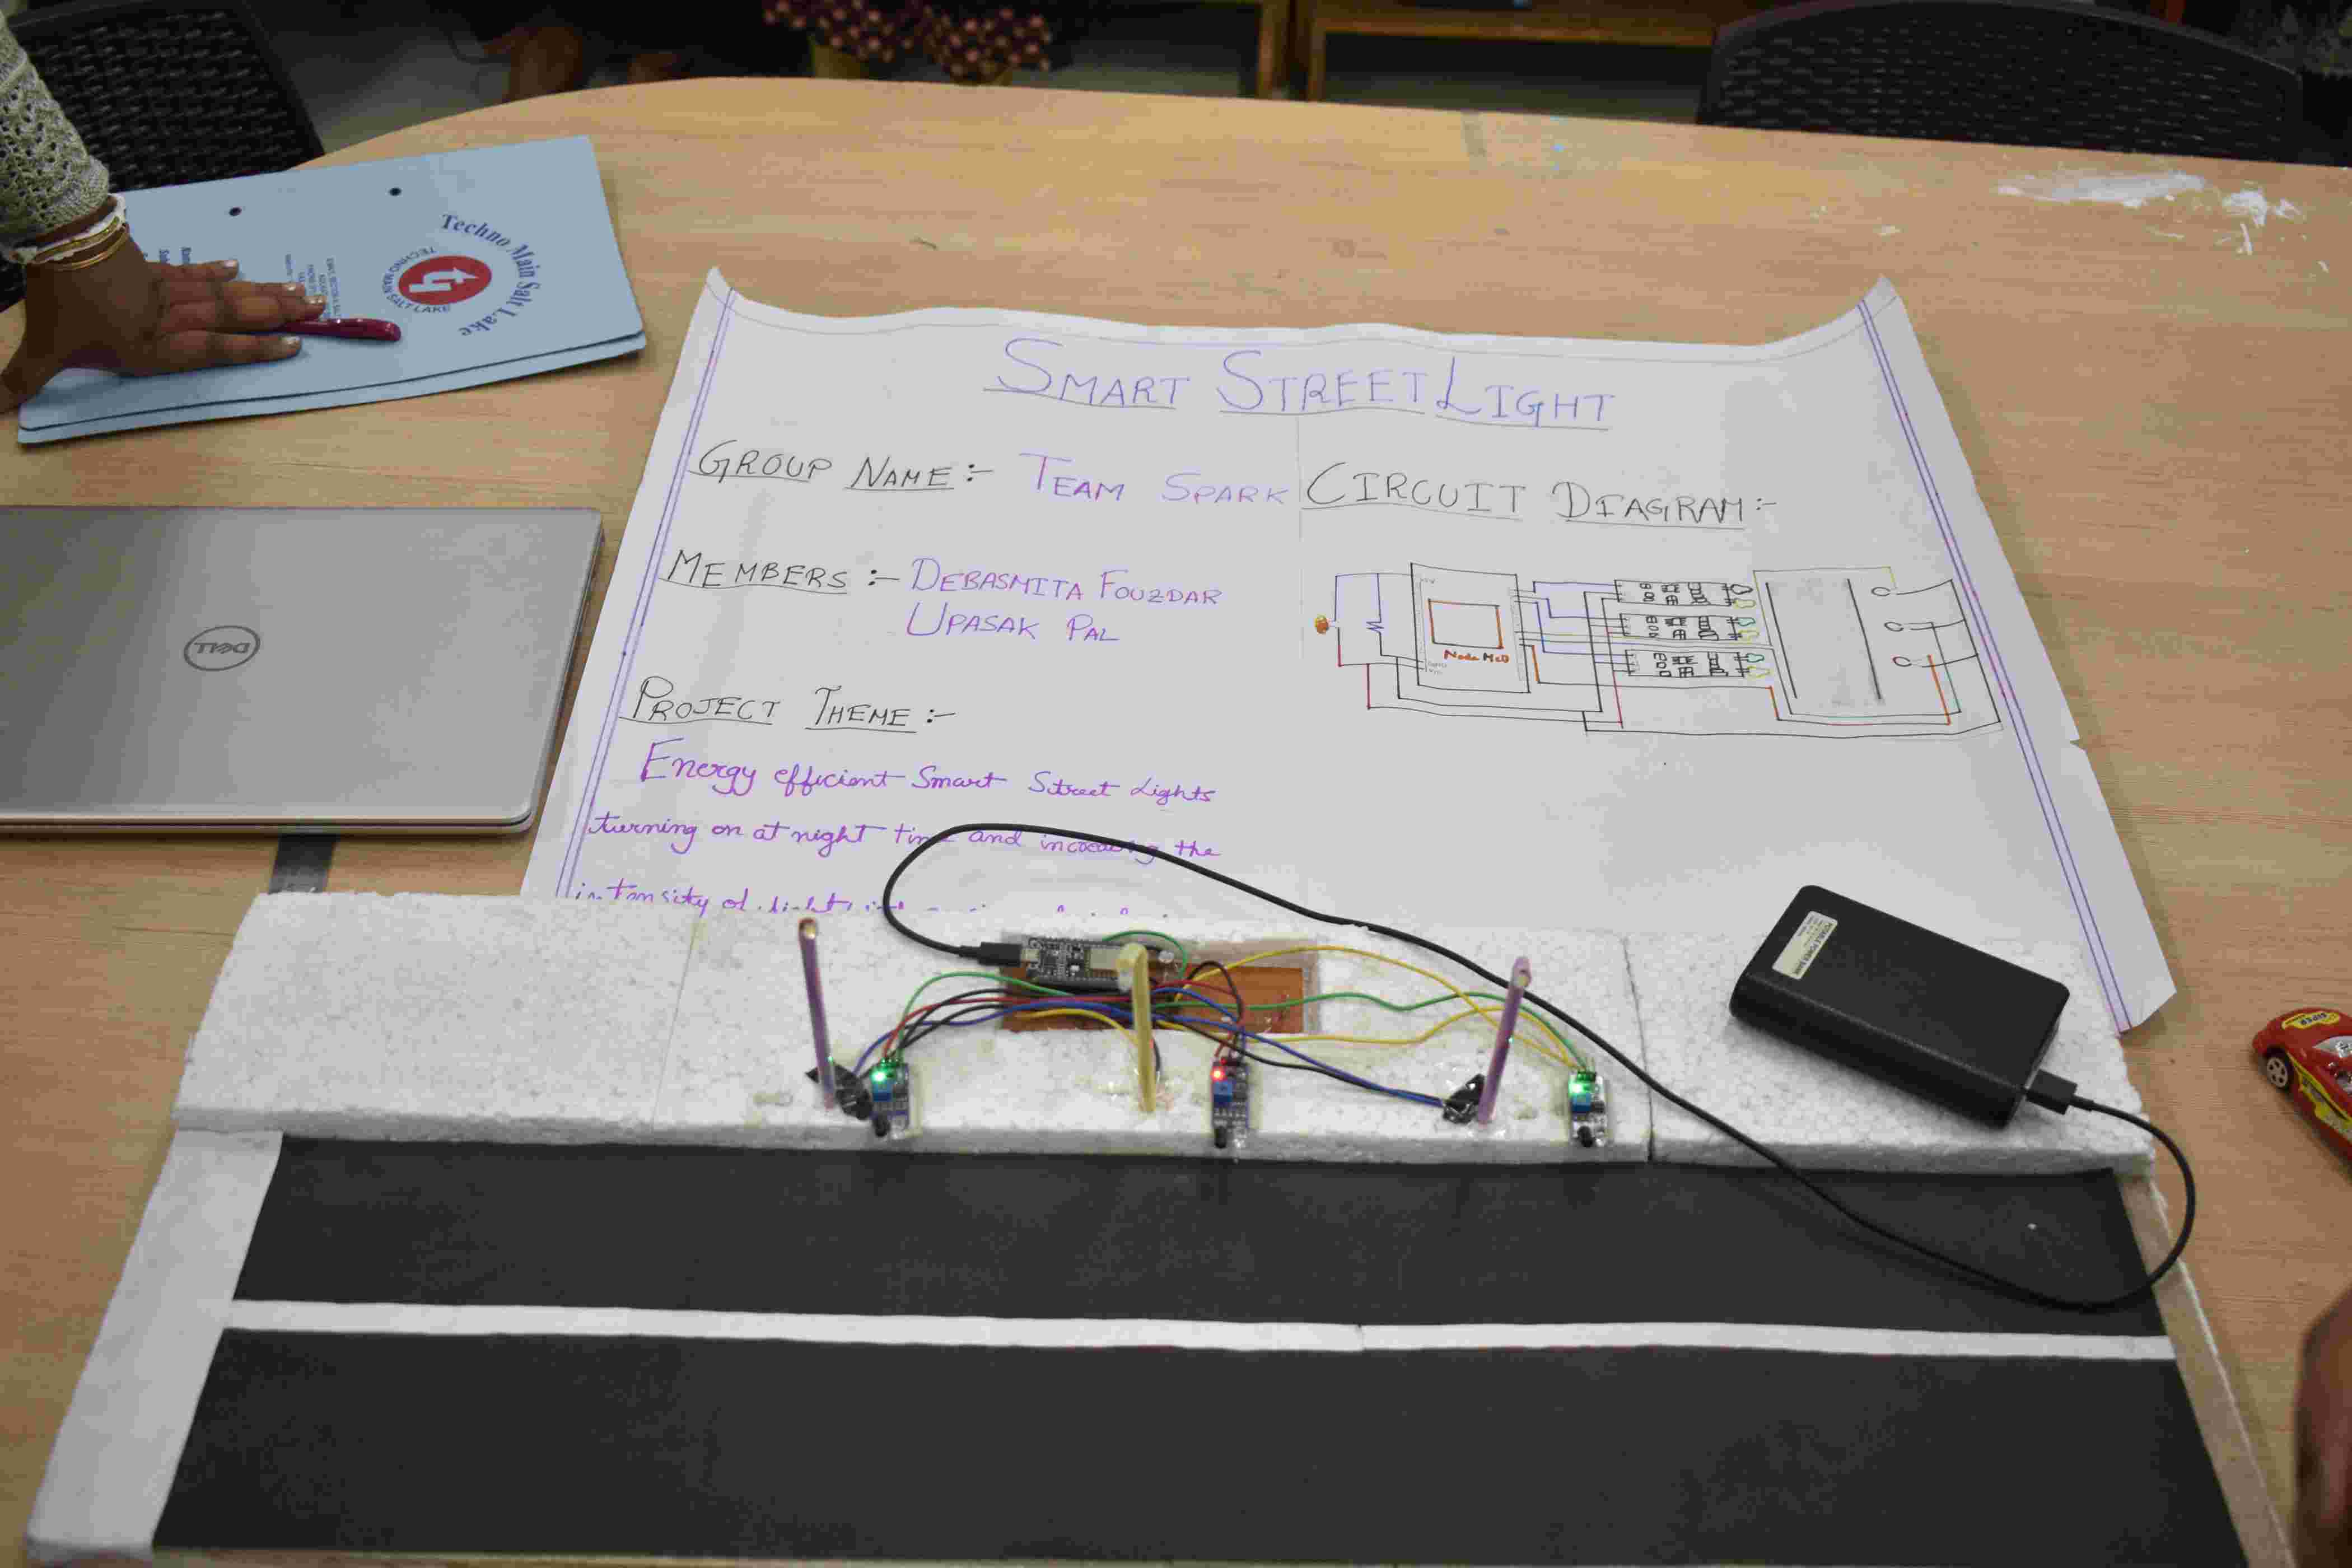 Techno Main Salt Lake
TECHNO MAIN SALT LAKE
DELL
SMART STREET LIGHT
GROUP NAME :- TEAM SPARK
MEMBERS :- DEBASMITA FOUZDAR
UPASAK PAL
PROJECT THEME :-
Energy efficient Smart Street Lights
turning on at night time and the
intensity of light
CIRCUIT DIAGRAM :-
Node MCU